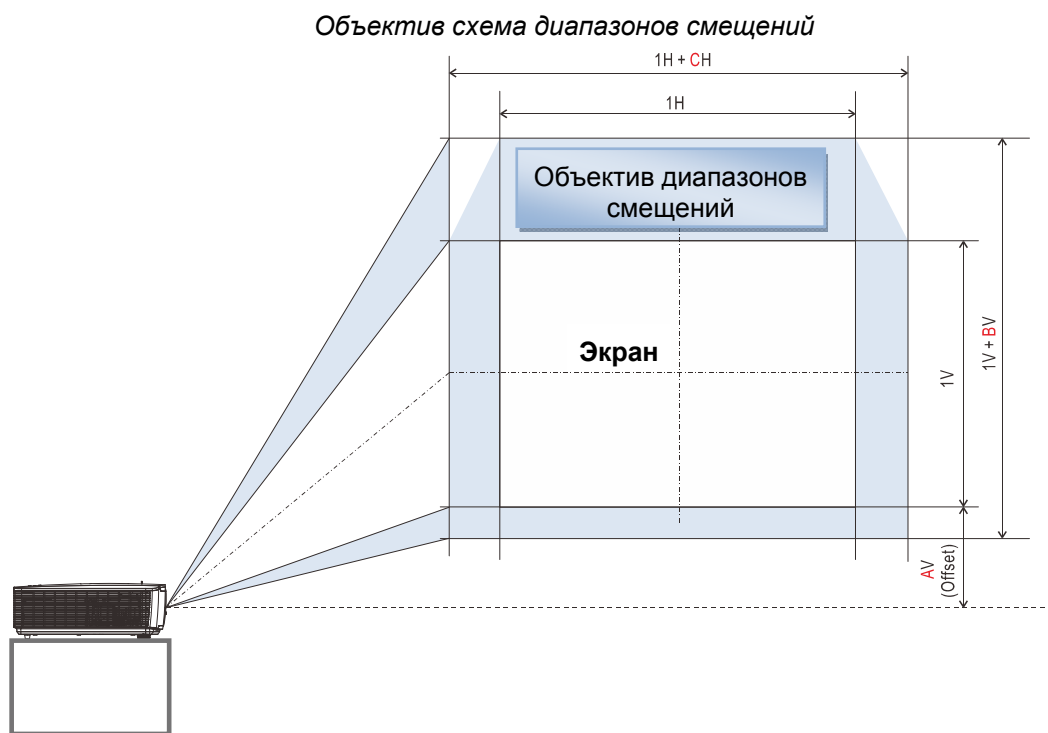 Объектив схема диапазонов смещений
1H + CH
1H
Объектив диапазонов
смещений
Экран
1V
1V + BV
AV
(Offset)